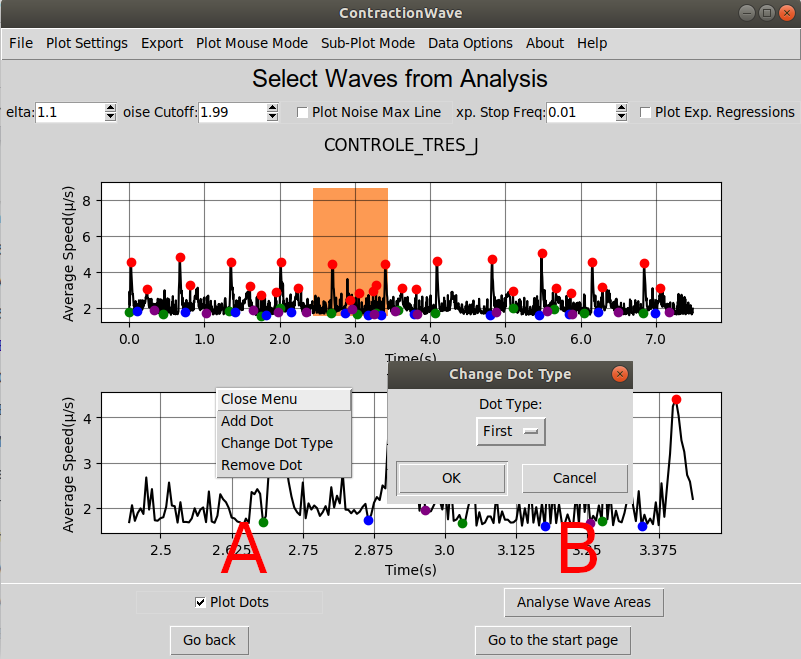 ContractionWave
File Plot Settings Export Plot Mouse Mode Sub-Plot Mode Data Options About Help
Select Waves from Analysis
elta: 1.1 oise Cutoff: 1.99 Plot Noise Max Line xp. Stop Freq: 0.01 Plot Exp. Regressions
CONTROLE_TRES_J
Average Speed(μ/s)
8
6
4
2
0.0 1.0 2.0 3.0 4.0 5.0 6.0 7.0
Time(s)
Change Dot Type
Dot Type:
First
OK Cancel
Close Menu
Add Dot
Change Dot Type
Remove Dot
Average Speed(μ/s)
4
3
2
2.5 2.625 2.75 2.875 3.0 3.125 3.25 3.375
A B
Time(s)
Plot Dots Analyse Wave Areas
Go back Go to the start page